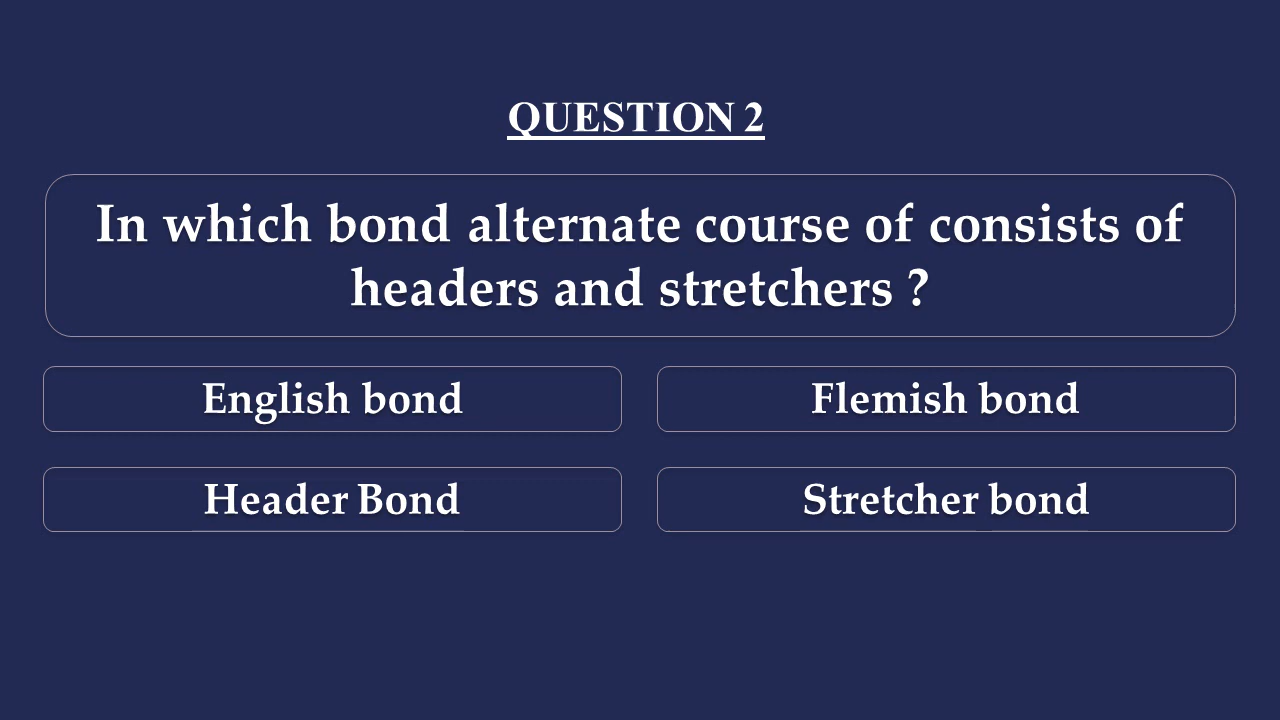 QUESTION 2
In which bond alternate course of consists of
headers and stretchers ?
English bond
Flemish bond
Header Bond
Stretcher bond